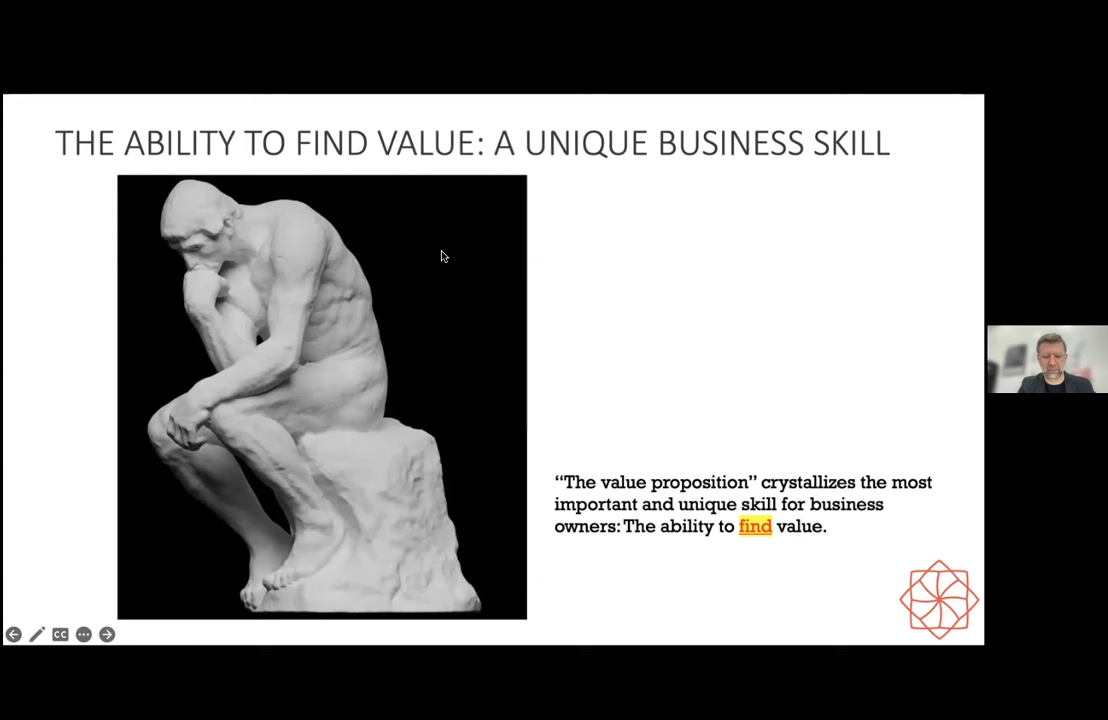 THE ABILITY TO FIND VALUE: A UNIQUE BUSINESS SKILL
“The value proposition” crystallizes the most
important and unique skill for business
owners: The ability to find value.
CC